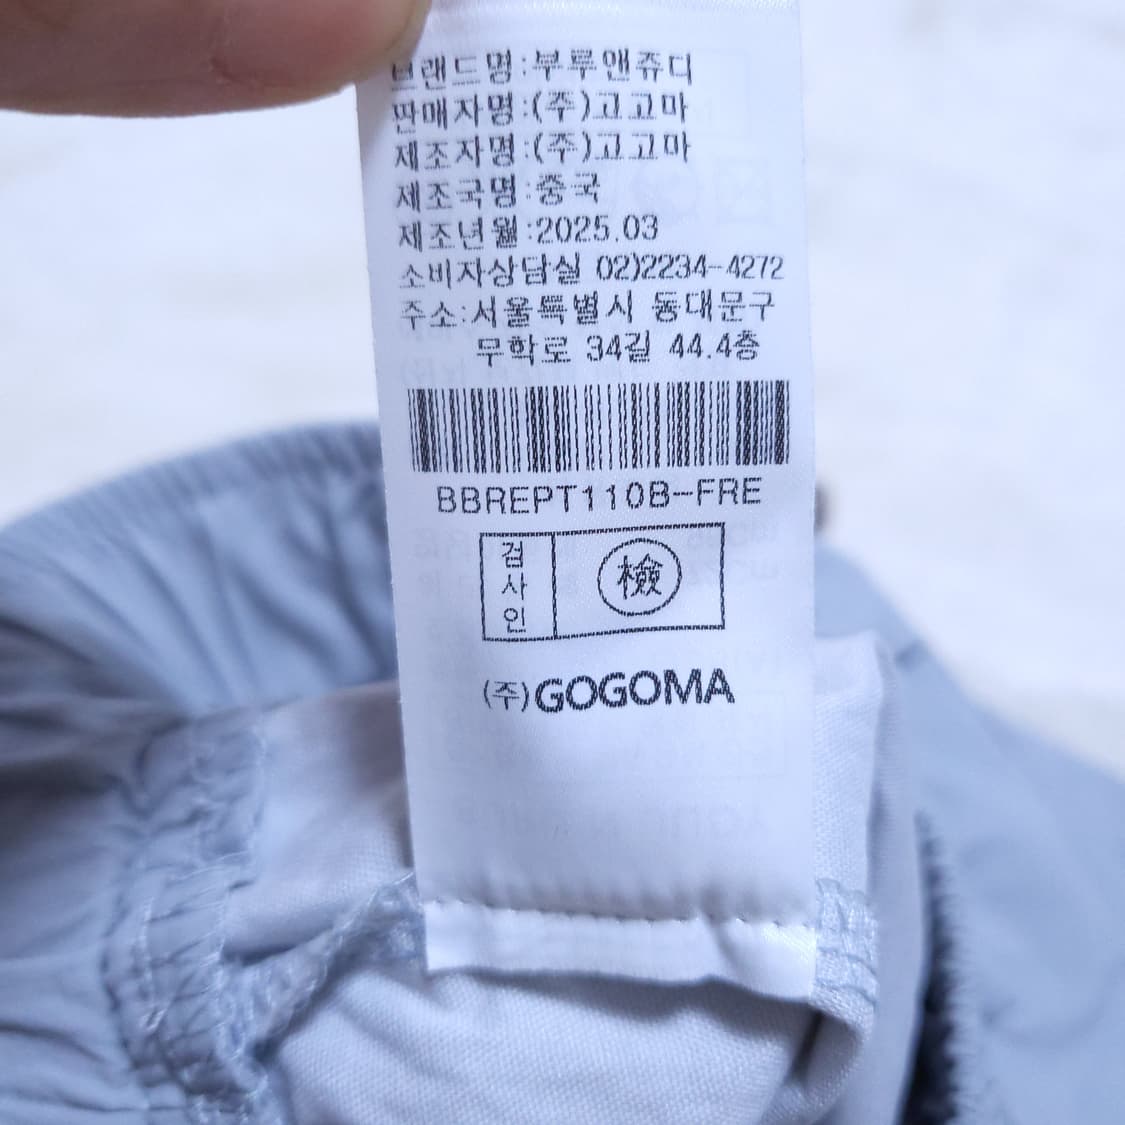 브랜드명:부루앤쥬디
판매자명:(주)고고마
제조자명:(주)고고마
제조국명:중국
제조년월:2025.03
소비자상담실 02)2234-4272
주소:서울특별시 동대문구
무학로 34길 44.4층
BBREPT110B-FRE
검사인 檢
(주)GOGOMA